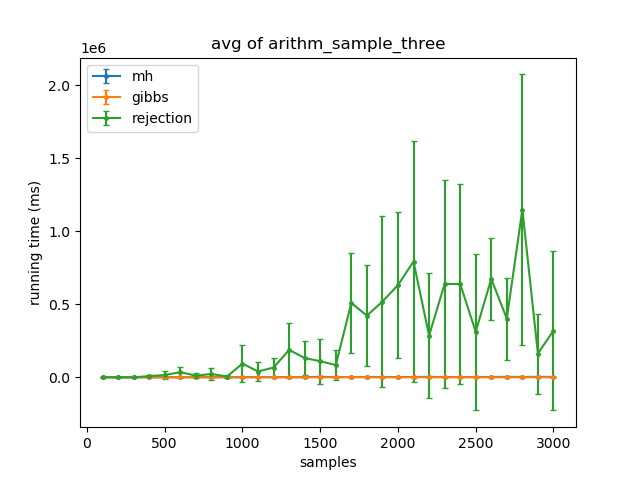 avg of arithm_sample_three
1e6
mh
gibbs
rejection
2.0
1.5
1.0
0.5
0.0
running time (ms)
0 500 1000 1500 2000 2500 3000
samples